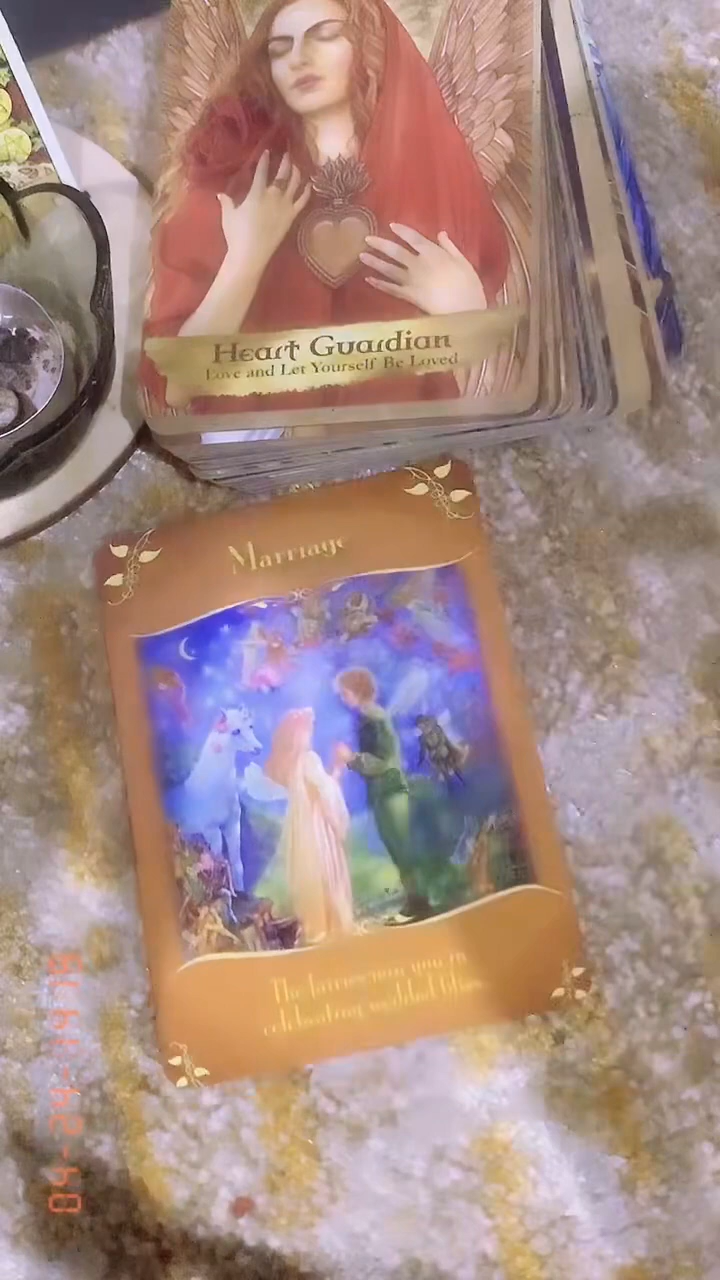 Heart Guardian
Love and Let Yourself Be Loved
Marriage
The fairies join you in
celebrating wedded bliss